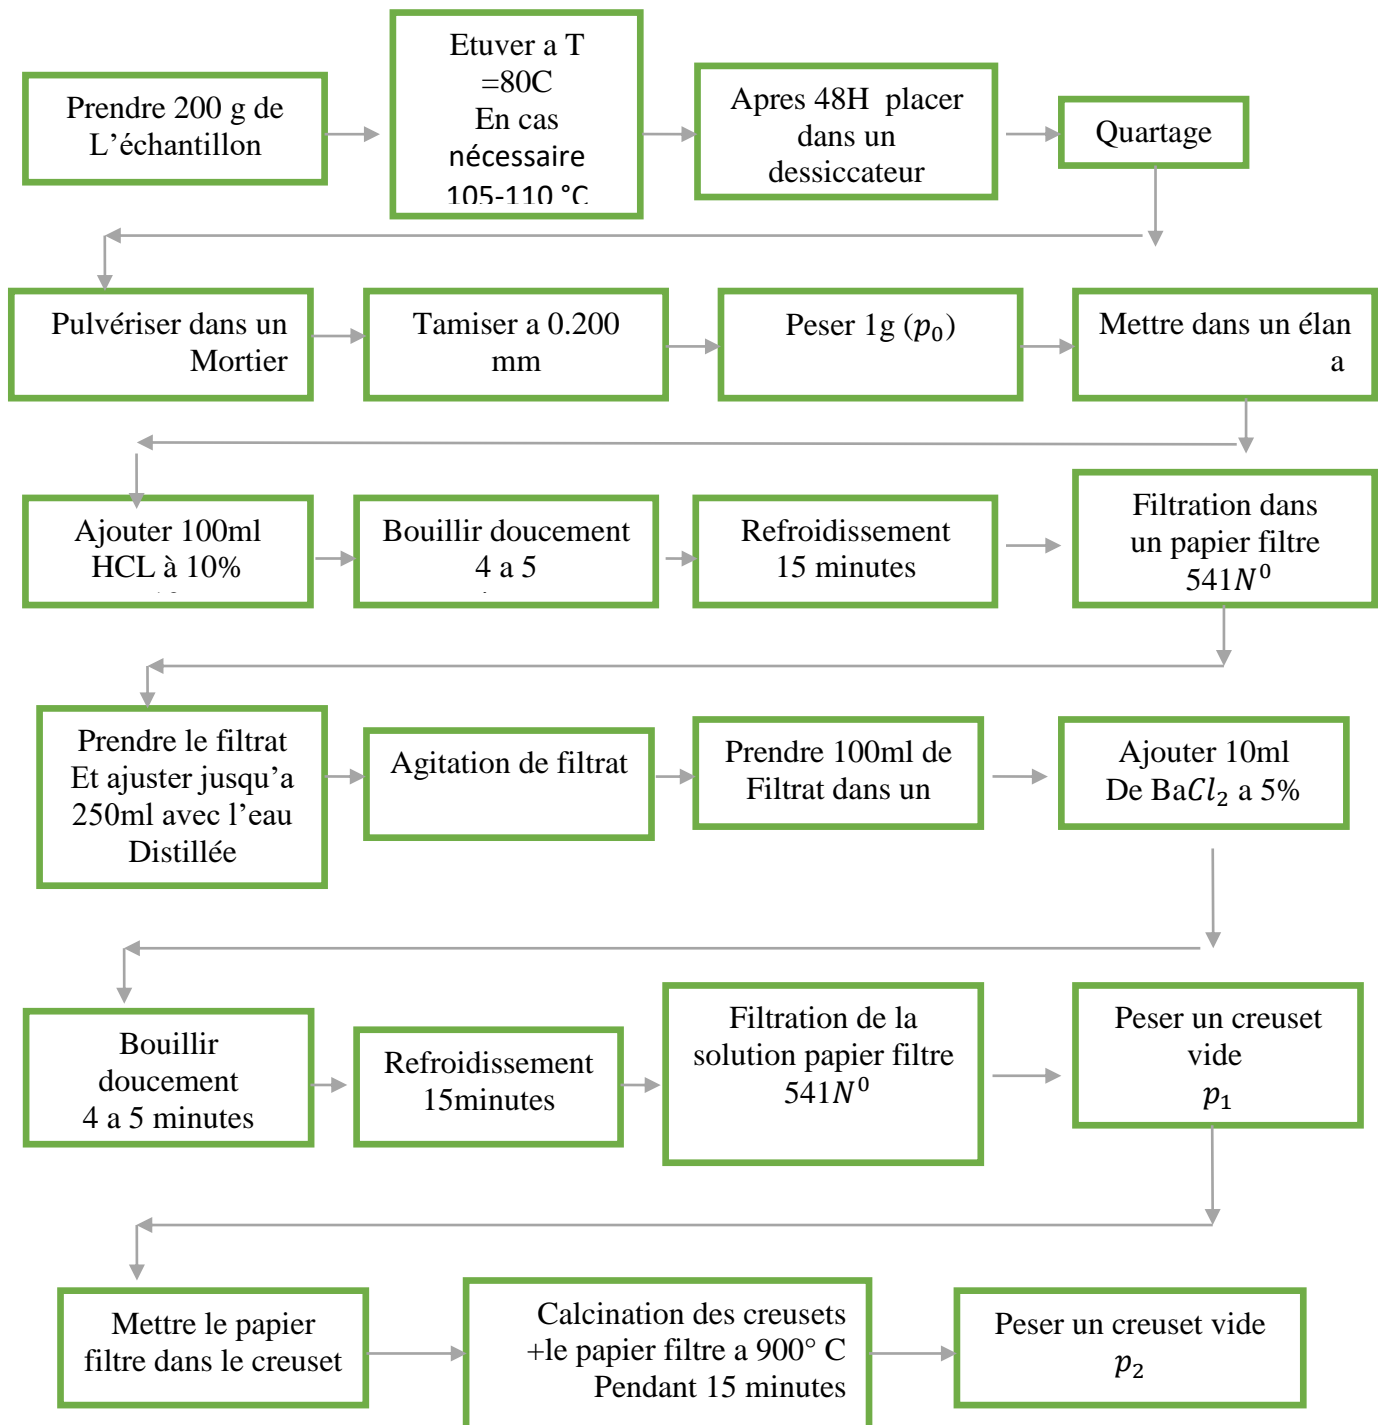 Prendre 200 g de
L’échantillon
Etuver a T
=80C
En cas
nécessaire
105-110 °C
Apres 48H placer
dans un
dessiccateur
Quartage
Pulvériser dans un
Mortier
Tamiser a 0.200
mm
Peser 1g (𝑝₀)
Mettre dans un élan
a
Ajouter 100ml
HCL à 10%
Bouillir doucement
4 a 5
Refroidissement
15 minutes
Filtration dans
un papier filtre
541𝑁⁰
Prendre le filtrat
Et ajuster jusqu’a
250ml avec l’eau
Distillée
Agitation de filtrat
Prendre 100ml de
Filtrat dans un
Ajouter 10ml
De Ba𝐶𝑙₂ a 5%
Bouillir
doucement
4 a 5 minutes
Refroidissement
15minutes
Filtration de la
solution papier filtre
541𝑁⁰
Peser un creuset
vide
𝑝₁
Mettre le papier
filtre dans le creuset
Calcination des creusets
+le papier filtre a 900° C
Pendant 15 minutes
Peser un creuset vide
𝑝₂